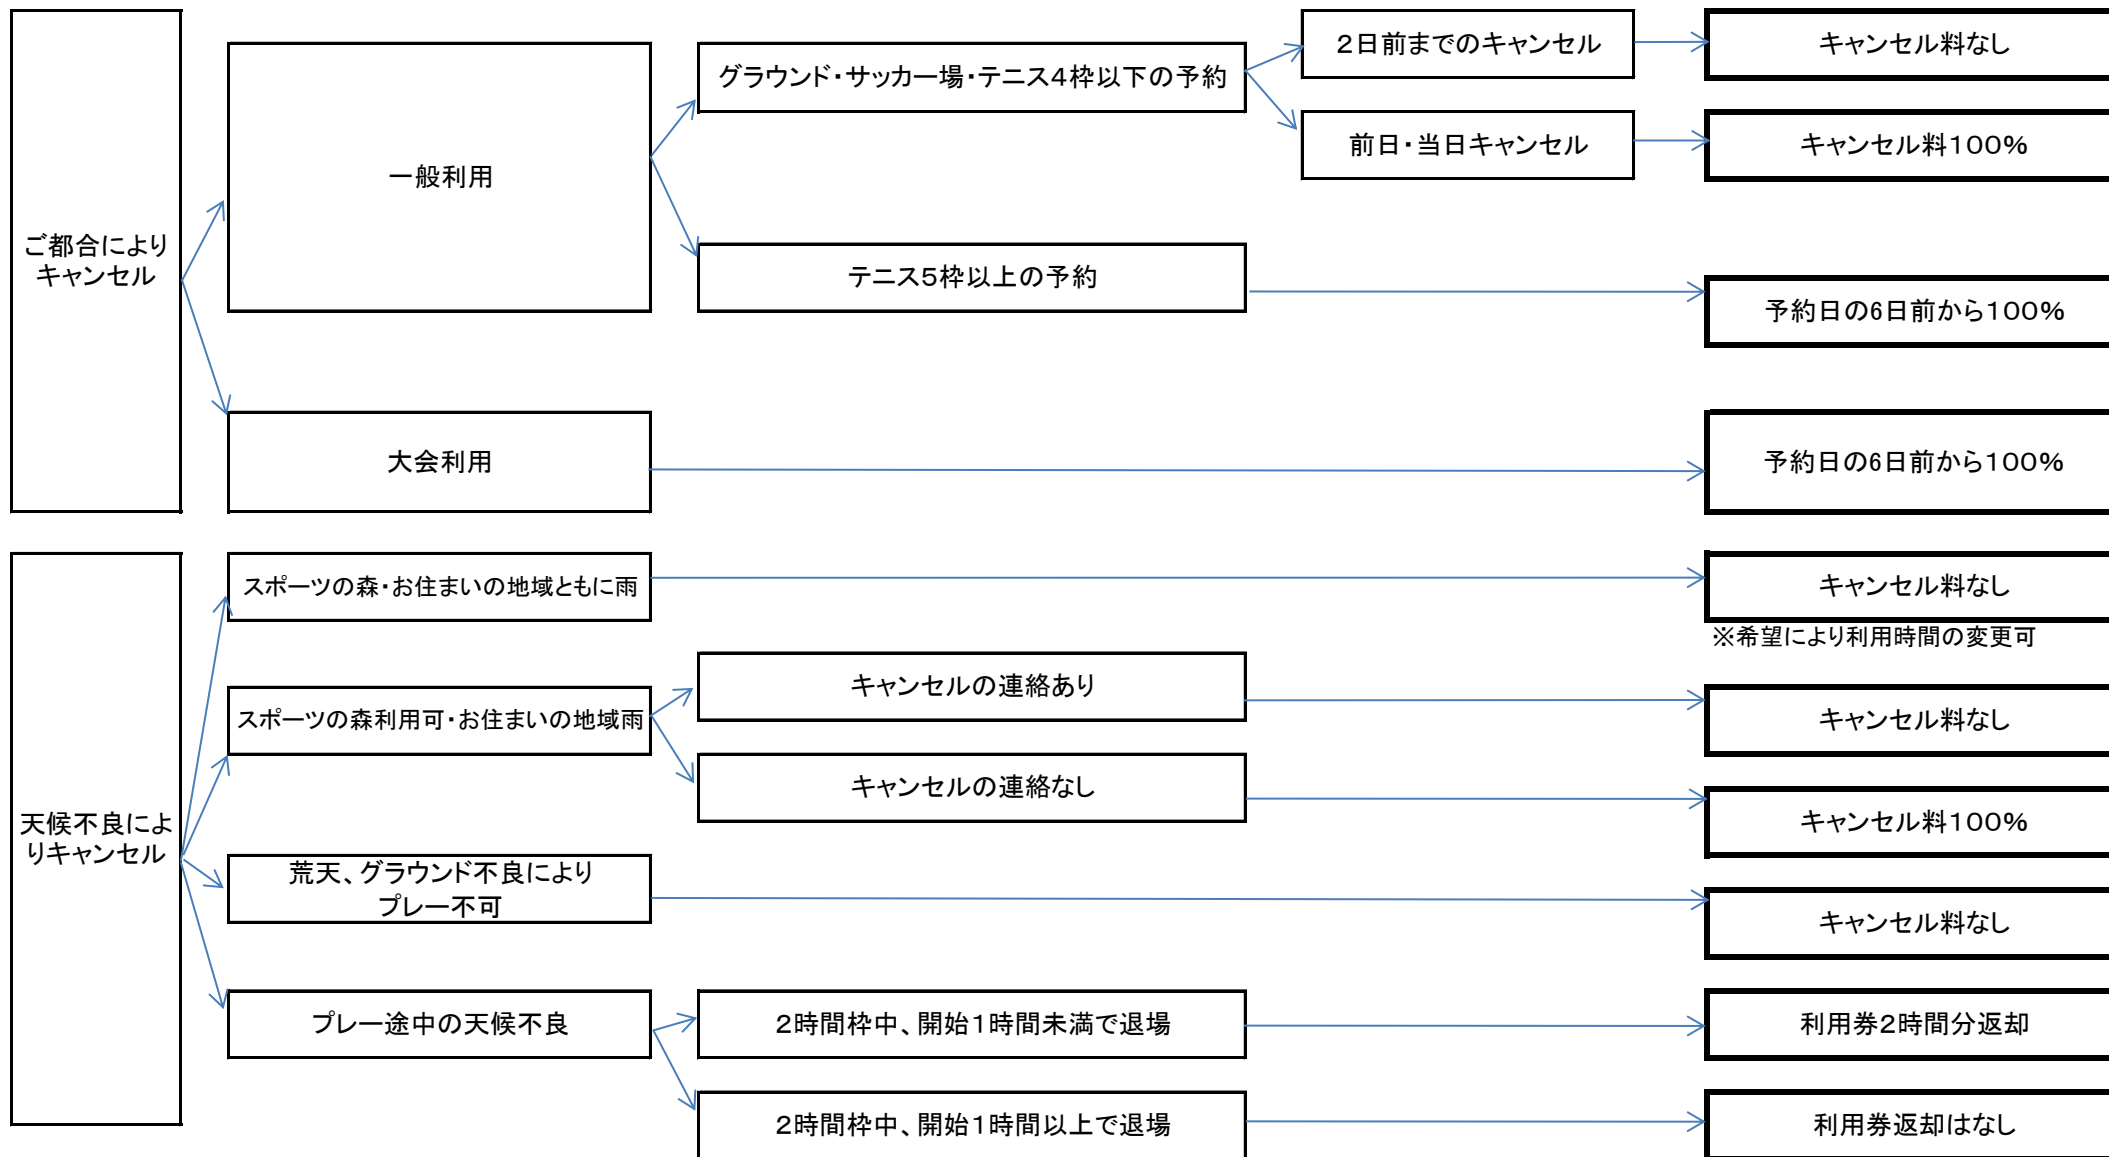 ご都合により
キャンセル
一般利用
グラウンド・サッカー場・テニス4枠以下の予約
2日前までのキャンセル
キャンセル料なし
前日・当日キャンセル
キャンセル料100%
テニス5枠以上の予約
予約日の6日前から100%
大会利用
予約日の6日前から100%
天候不良によ
りキャンセル
スポーツの森・お住まいの地域ともに雨
キャンセル料なし
※希望により利用時間の変更可
スポーツの森利用可・お住まいの地域雨
キャンセルの連絡あり
キャンセル料なし
キャンセルの連絡なし
キャンセル料100%
荒天、グラウンド不良により
プレー不可
キャンセル料なし
プレー途中の天候不良
2時間枠中、開始1時間未満で退場
利用券2時間分返却
2時間枠中、開始1時間以上で退場
利用券返却はなし